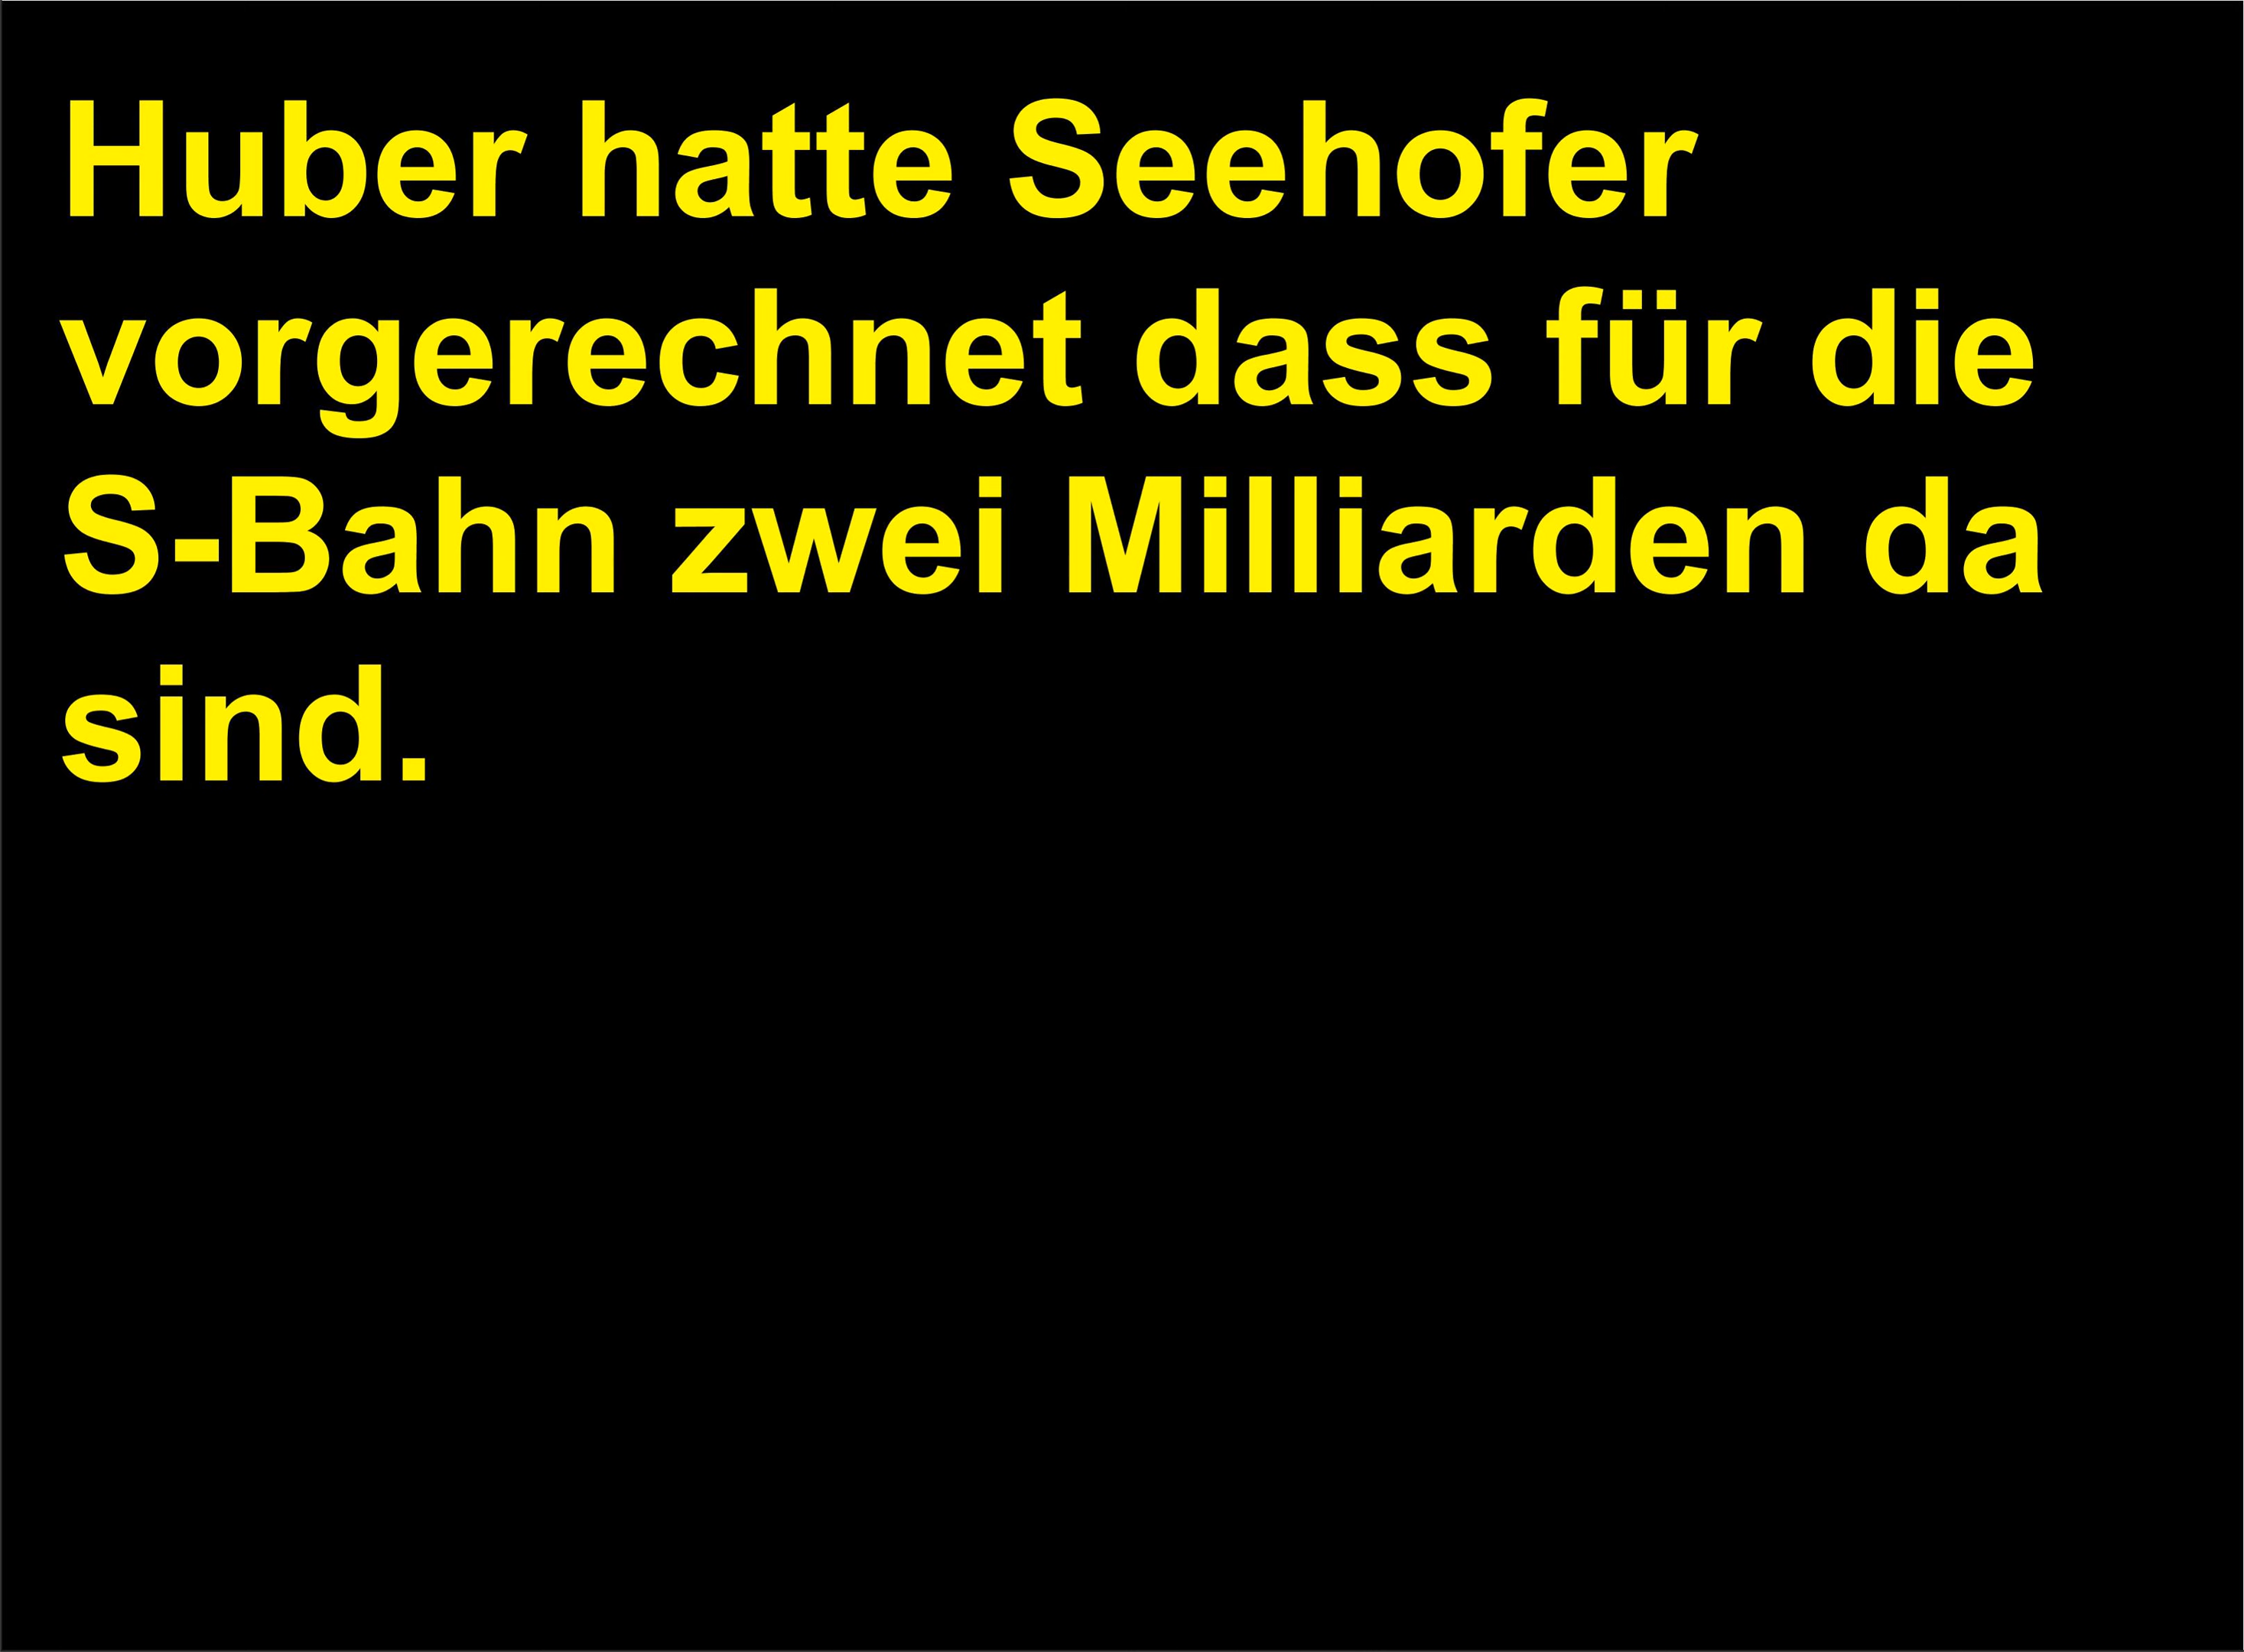 Huber hatte Seehofer
vorgerechnet dass für die
S-Bahn zwei Milliarden da
sind.